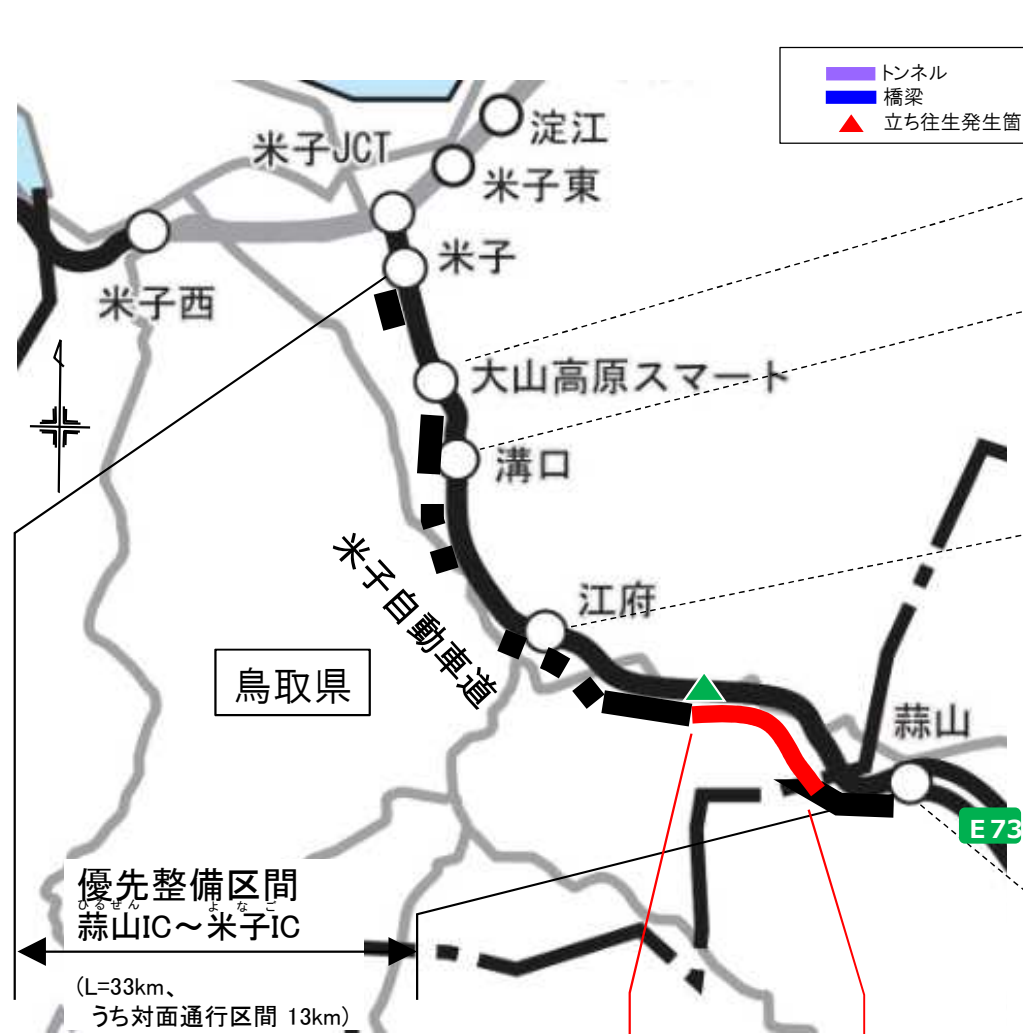 トンネル
橋梁
立ち往生発生箇
淀江
米子JCT
米子東
米子
米子西
大山高原スマート
溝口
米子自動車道
江府
鳥取県
蒜山
E73
優先整備区間
ひるぜん よなご
蒜山IC～米子IC
(L=33km、
うち対面通行区間 13km)